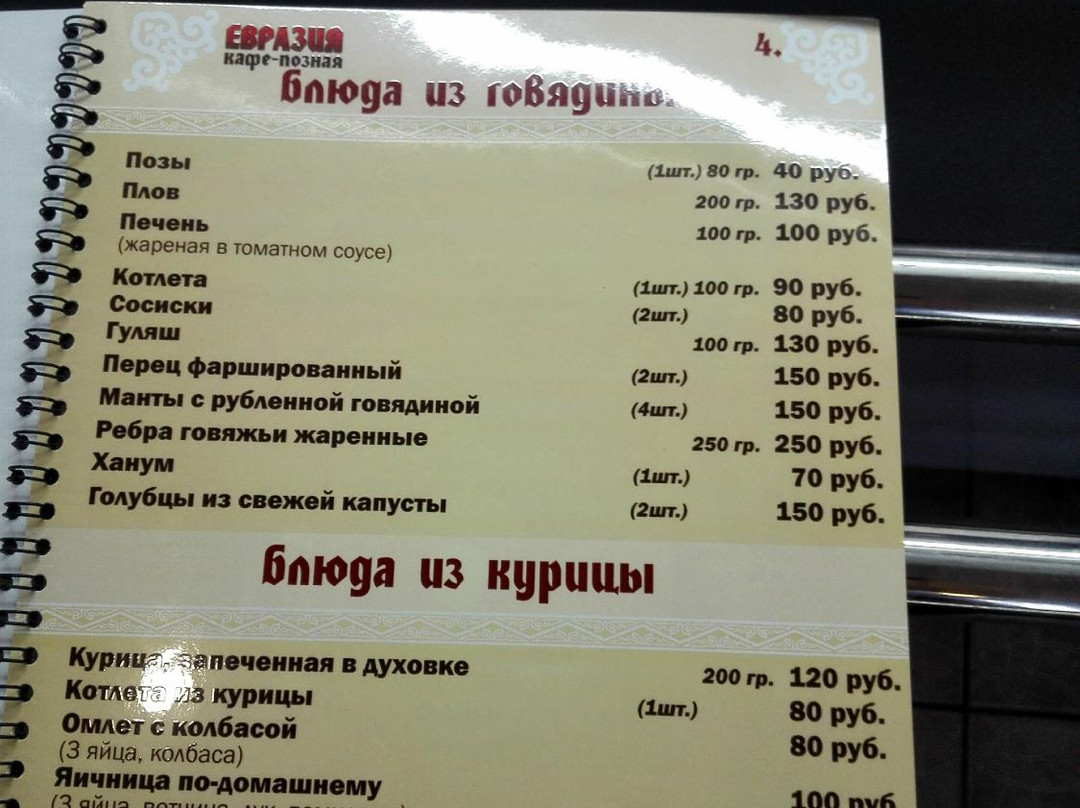 ЕВРАЗИЯ
кафе-позная
4.
блюда из говядины
Позы (1шт.) 80 гр. 40 руб.
Плов 200 гр. 130 руб.
Печень 100 гр. 100 руб.
(жареная в томатном соусе)
Котлета (1шт.) 100 гр. 90 руб.
Сосиски (2шт.) 80 руб.
Гуляш 100 гр. 130 руб.
Перец фаршированный (2шт.) 150 руб.
Манты с рубленной говядиной (4шт.) 150 руб.
Ребра говяжьи жаренные 250 гр. 250 руб.
Ханум (1шт.) 70 руб.
Голубцы из свежей капусты (2шт.) 150 руб.
блюда из курицы
Курица, запеченная в духовке 200 гр. 120 руб.
Котлета из курицы (1шт.) 80 руб.
Омлет с колбасой 80 руб.
(3 яйца, колбаса)
Яичница по-домашнему 100 руб.
(3 яйца, ветчина, лук,